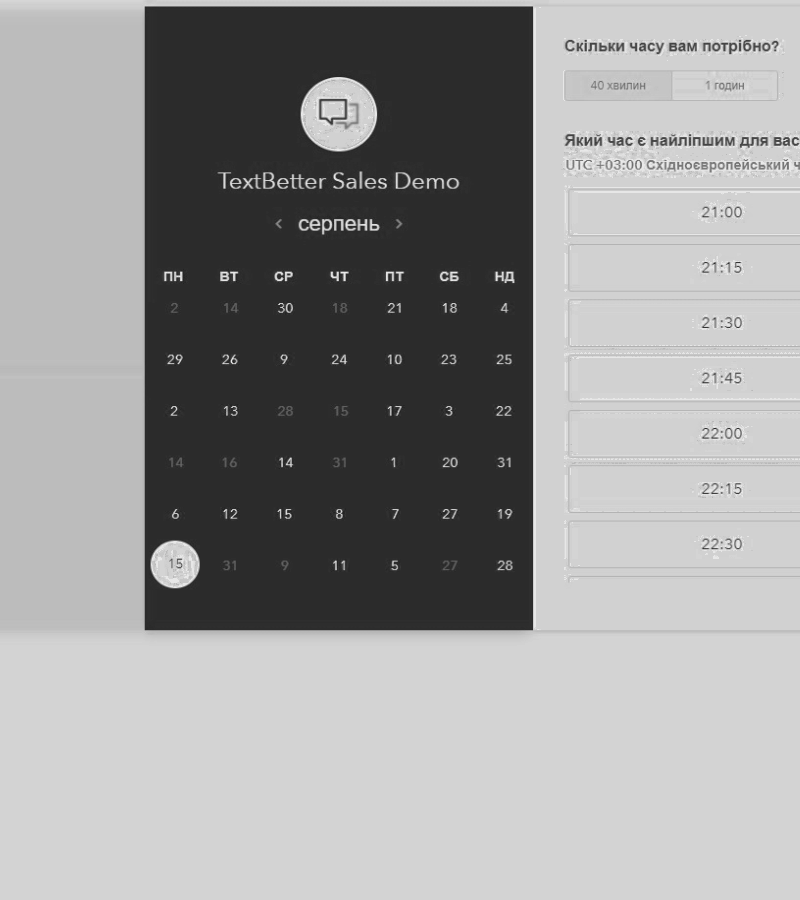 TextBetter Sales Demo
серпень
ПН ВТ СР ЧТ ПТ СБ НД
2 14 30 18 21 18 4
29 26 9 24 10 23 25
2 13 28 15 17 3 22
14 16 14 31 1 20 31
6 12 15 8 7 27 19
15 31 9 11 5 27 28
Скільки часу вам потрібно?
40 хвилин 1 годин
Який час є найліпшим для вас
UTC +03:00 Східноєвропейський ч
21:00
21:15
21:30
21:45
22:00
22:15
22:30